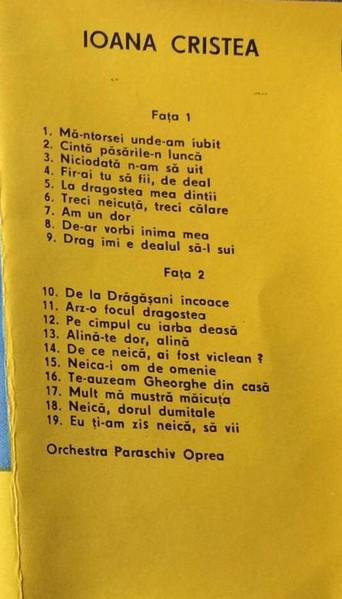 IOANA CRISTEA
Fața 1
1. Mă-ntorsei unde-am iubit
2. Cintă păsările-n luncă
3. Niciodată n-am să uit
4. Fir-ai tu să fii, de deal
5. La dragostea mea dintii
6. Treci neicuță, treci călare
7. Am un dor
8. De-ar vorbi inima mea
9. Drag imi e dealul să-l sui
Fața 2
10. De la Drăgășani incoace
11. Arz-o focul dragostea
12. Pe cimpul cu iarba deasă
13. Alină-te dor, alină
14. De ce neică, ai fost viclean ?
15. Neica-i om de omenie
16. Te-auzeam Gheorghe din casă
17. Mult mă mustră măicuța
18. Neică, dorul dumitale
19. Eu ți-am zis neică, să vii
Orchestra Paraschiv Oprea